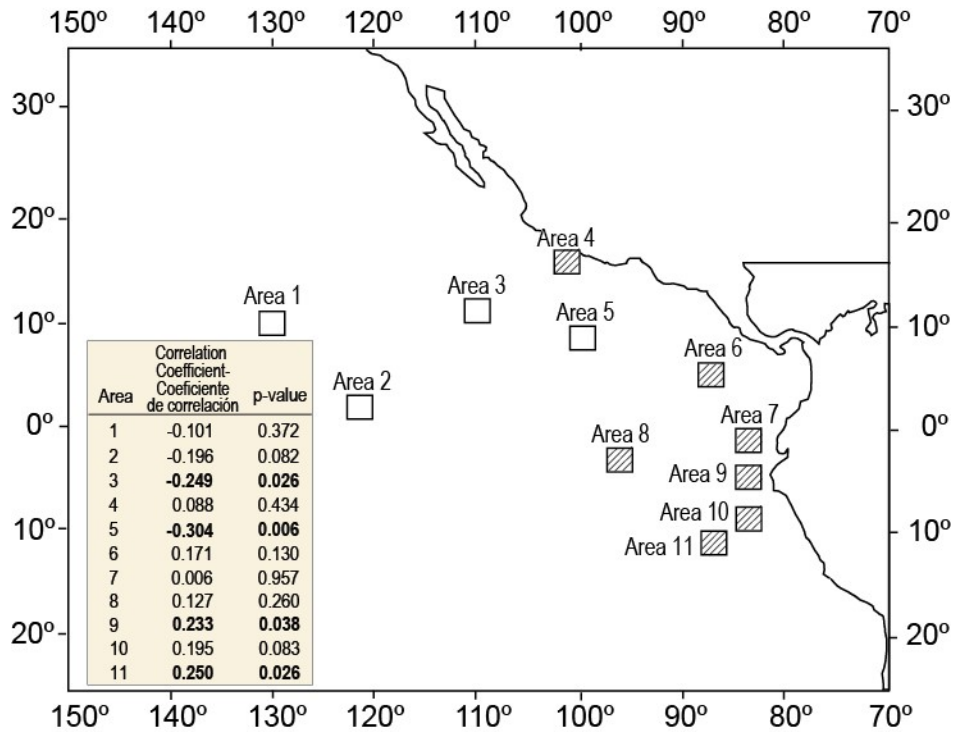 150º 140º 130º 120º 110º 100º 90º 80º 70º
30º 30º
20º 20º
Area 4
Area 3
Area 1
Area 5
10º 10º
Area 6
Area 2
Area 7
0º 0º
Area 8
Area 9
Area 10
10º 10º
Area 11
20º 20º
Correlation
Coefficient-
Coeficiente
Area de correlación p-value
1 -0.101 0.372
2 -0.196 0.082
3 -0.249 0.026
4 0.088 0.434
5 -0.304 0.006
6 0.171 0.130
7 0.006 0.957
8 0.127 0.260
9 0.233 0.038
10 0.195 0.083
11 0.250 0.026
150º 140º 130º 120º 110º 100º 90º 80º 70º